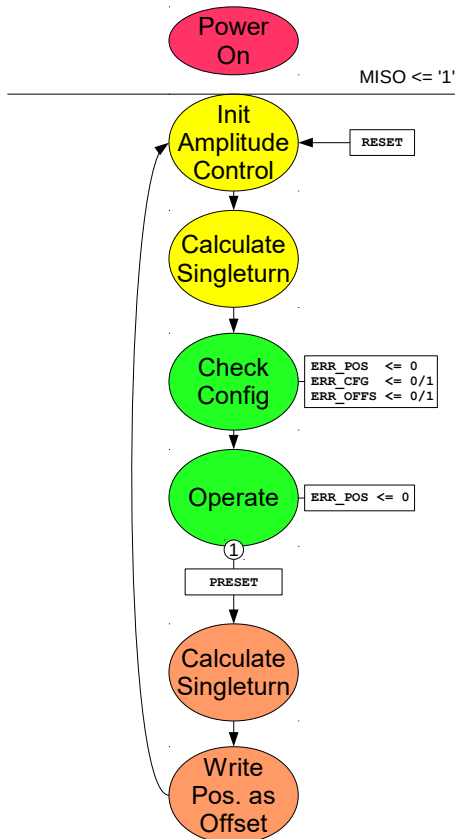 Power
On
MISO <= '1'
Init
Amplitude
Control
RESET
Calculate
Singleturn
Check
Config
ERR_POS <= 0
ERR_CFG <= 0/1
ERR_OFFS <= 0/1
Operate
ERR_POS <= 0
1
PRESET
Calculate
Singleturn
Write
Pos. as
Offset